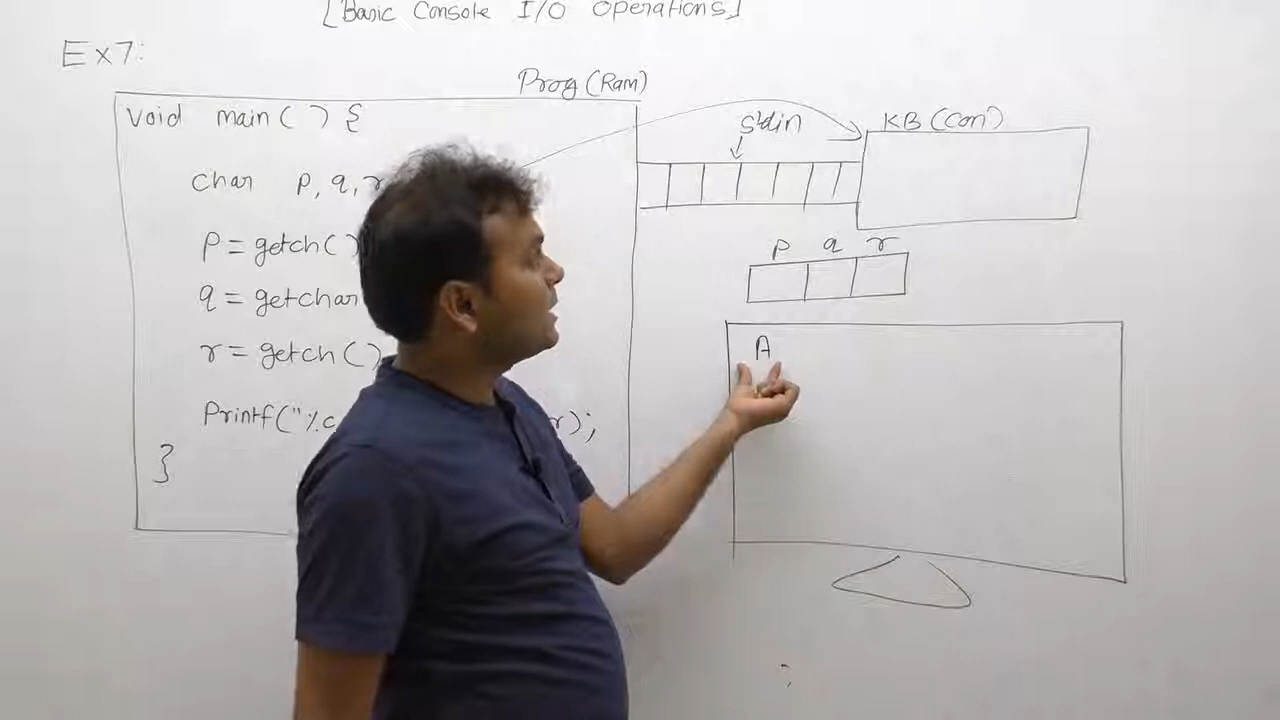 [Basic Console I/O Operations]
Ex7:
Prog (Ram)
void main( ) {
char p, q, r
p = getch( )
q = getchar
r = getch( )
Printf("%c r);
}
stdin
KB (Con)
p q r
A